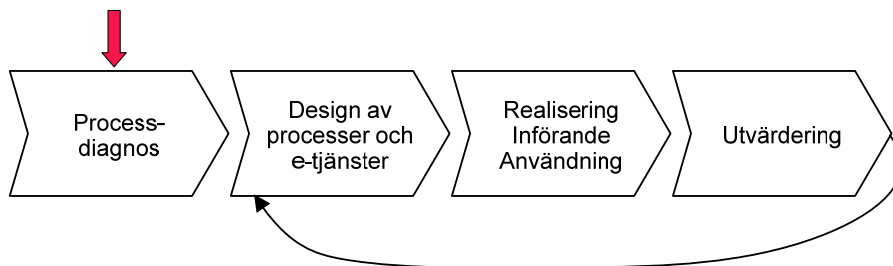 Process–
diagnos
Design av
processer och
e-tjänster
Realisering
Införande
Användning
Utvärdering